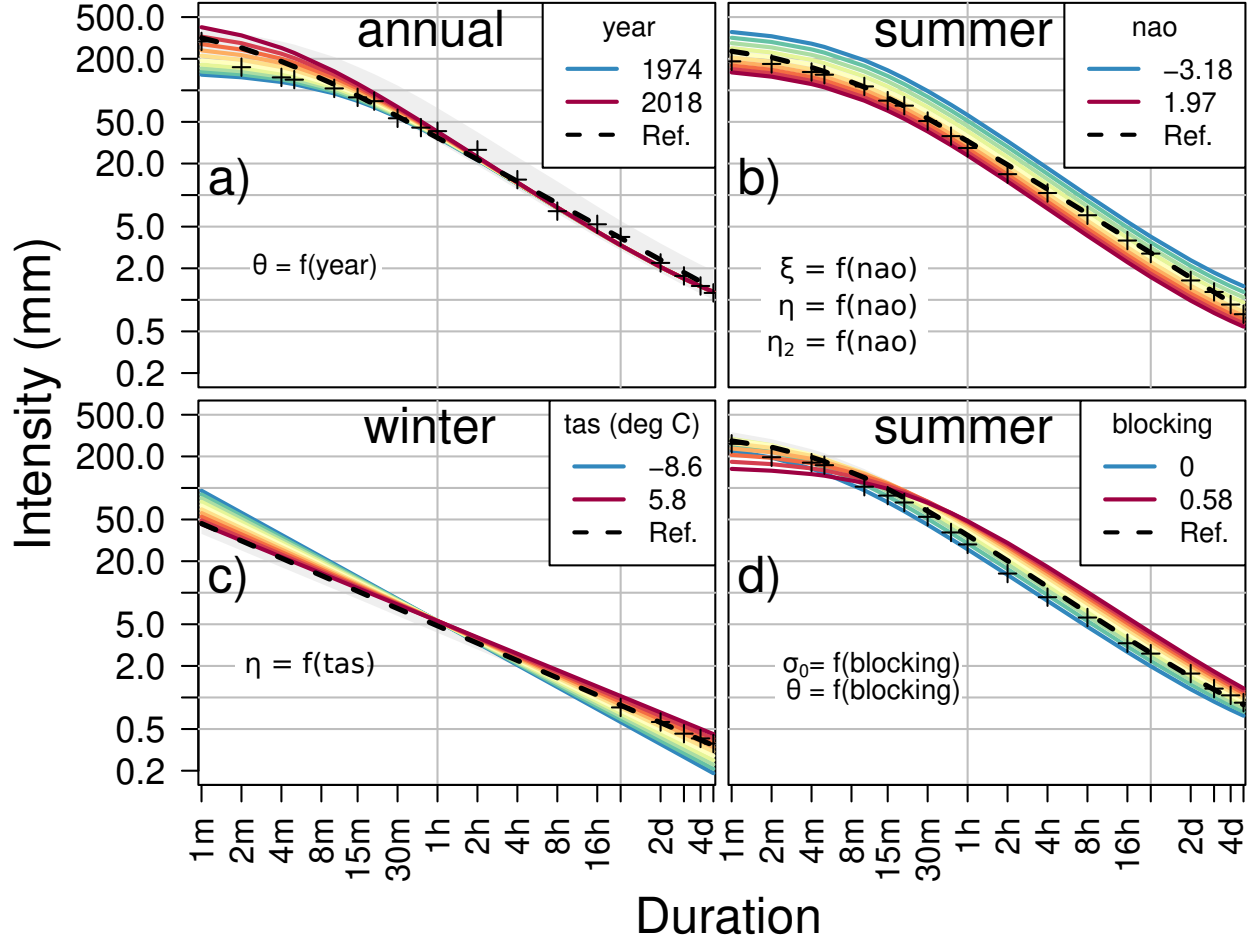 Intensity (mm)
500.0
200.0
50.0
20.0
5.0
2.0
0.5
0.2
annual
year
1974
2018
Ref.
a)
θ = f(year)
summer
nao
−3.18
1.97
Ref.
b)
ξ = f(nao)
η = f(nao)
η₂ = f(nao)
500.0
200.0
50.0
20.0
5.0
2.0
0.5
0.2
winter
tas (deg C)
−8.6
5.8
Ref.
c)
η = f(tas)
summer
blocking
0
0.58
Ref.
d)
σ₀= f(blocking)
θ = f(blocking)
1m 2m 4m 8m 15m 30m 1h 2h 4h 8h 16h 2d 4d
1m 2m 4m 8m 15m 30m 1h 2h 4h 8h 16h 2d 4d
Duration